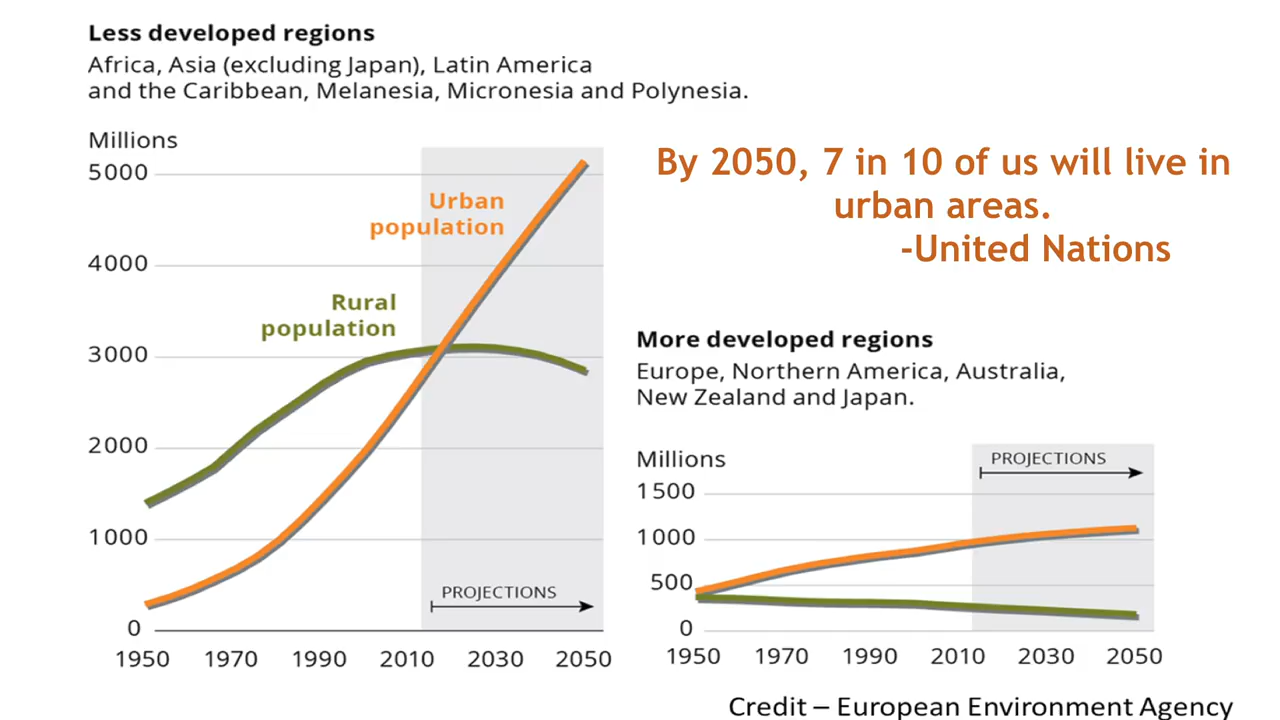 Less developed regions
Africa, Asia (excluding Japan), Latin America
and the Caribbean, Melanesia, Micronesia and Polynesia.
Millions
5000
4000
3000
2000
1000
0
Urban
population
Rural
population
PROJECTIONS
1950 1970 1990 2010 2030 2050
By 2050, 7 in 10 of us will live in
urban areas.
-United Nations
More developed regions
Europe, Northern America, Australia,
New Zealand and Japan.
Millions
1500
1000
500
0
PROJECTIONS
1950 1970 1990 2010 2030 2050
Credit – European Environment Agency